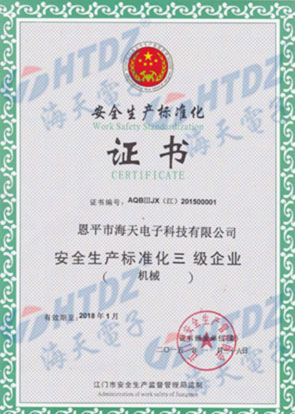 安全生产标准化
Work Safety Standardization
证书
CERTIFICATE
证书编号：AQBⅢJX（江）201500001
恩平市海天电子科技有限公司
安全生产标准化三 级企业
（ 机械 ）
有效期至：2018年1月
江门市安全生产监督管理局监制
HTDZ
海天电子